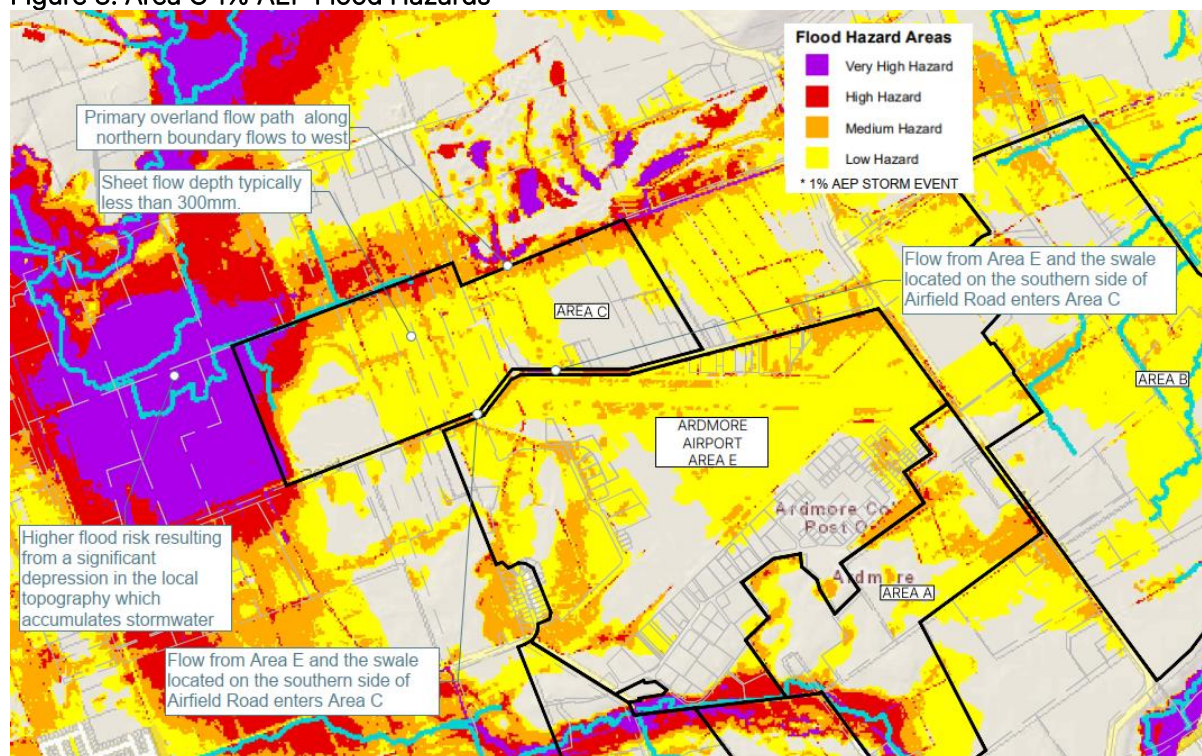 Flood Hazard Areas
Very High Hazard
High Hazard
Medium Hazard
Low Hazard
* 1% AEP STORM EVENT
Primary overland flow path along
northern boundary flows to west
Sheet flow depth typically
less than 300mm.
Flow from Area E and the swale
located on the southern side of
Airfield Road enters Area C
AREA C
AREA B
ARDMORE
AIRPORT
AREA E
Ardmore
Post
Ardmore
AREA A
Higher flood risk resulting
from a significant
depression in the local
topography which
accumulates stormwater
Flow from Area E and the swale
located on the southern side of
Airfield Road enters Area C